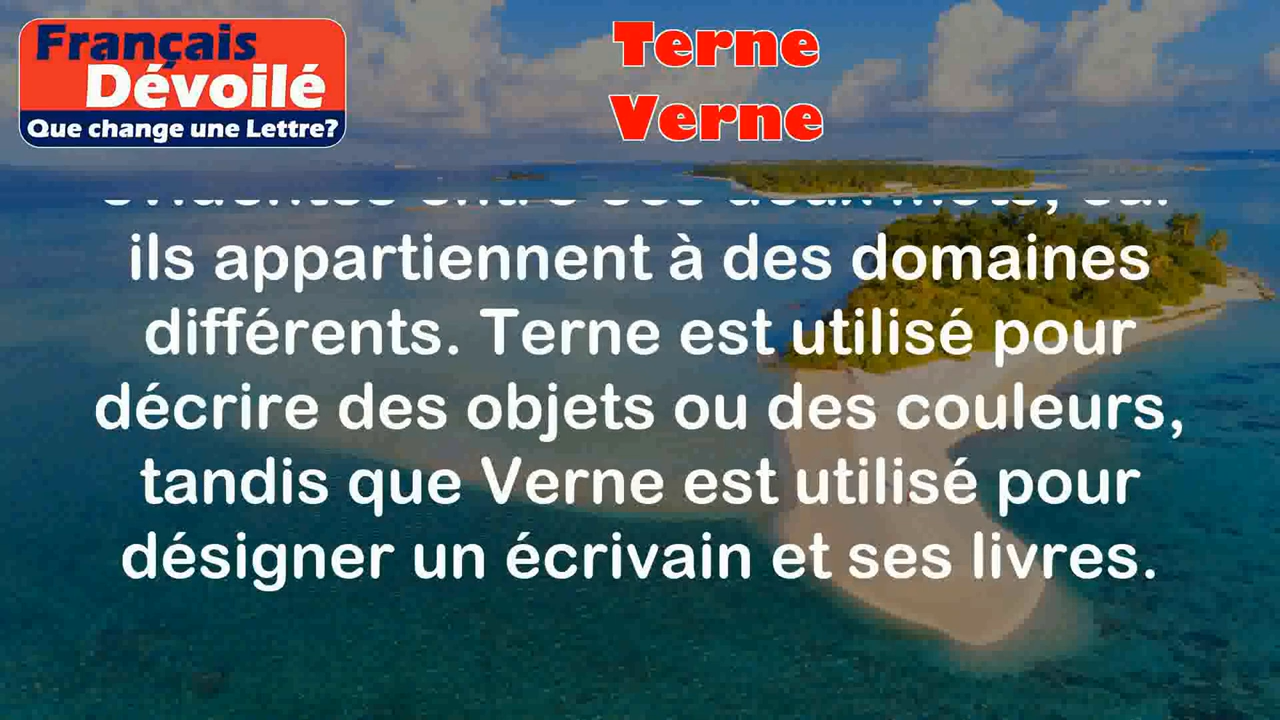 Français
Dévoilé
Que change une Lettre?
Terne
Verne
ils appartiennent à des domaines
différents. Terne est utilisé pour
décrire des objets ou des couleurs,
tandis que Verne est utilisé pour
désigner un écrivain et ses livres.